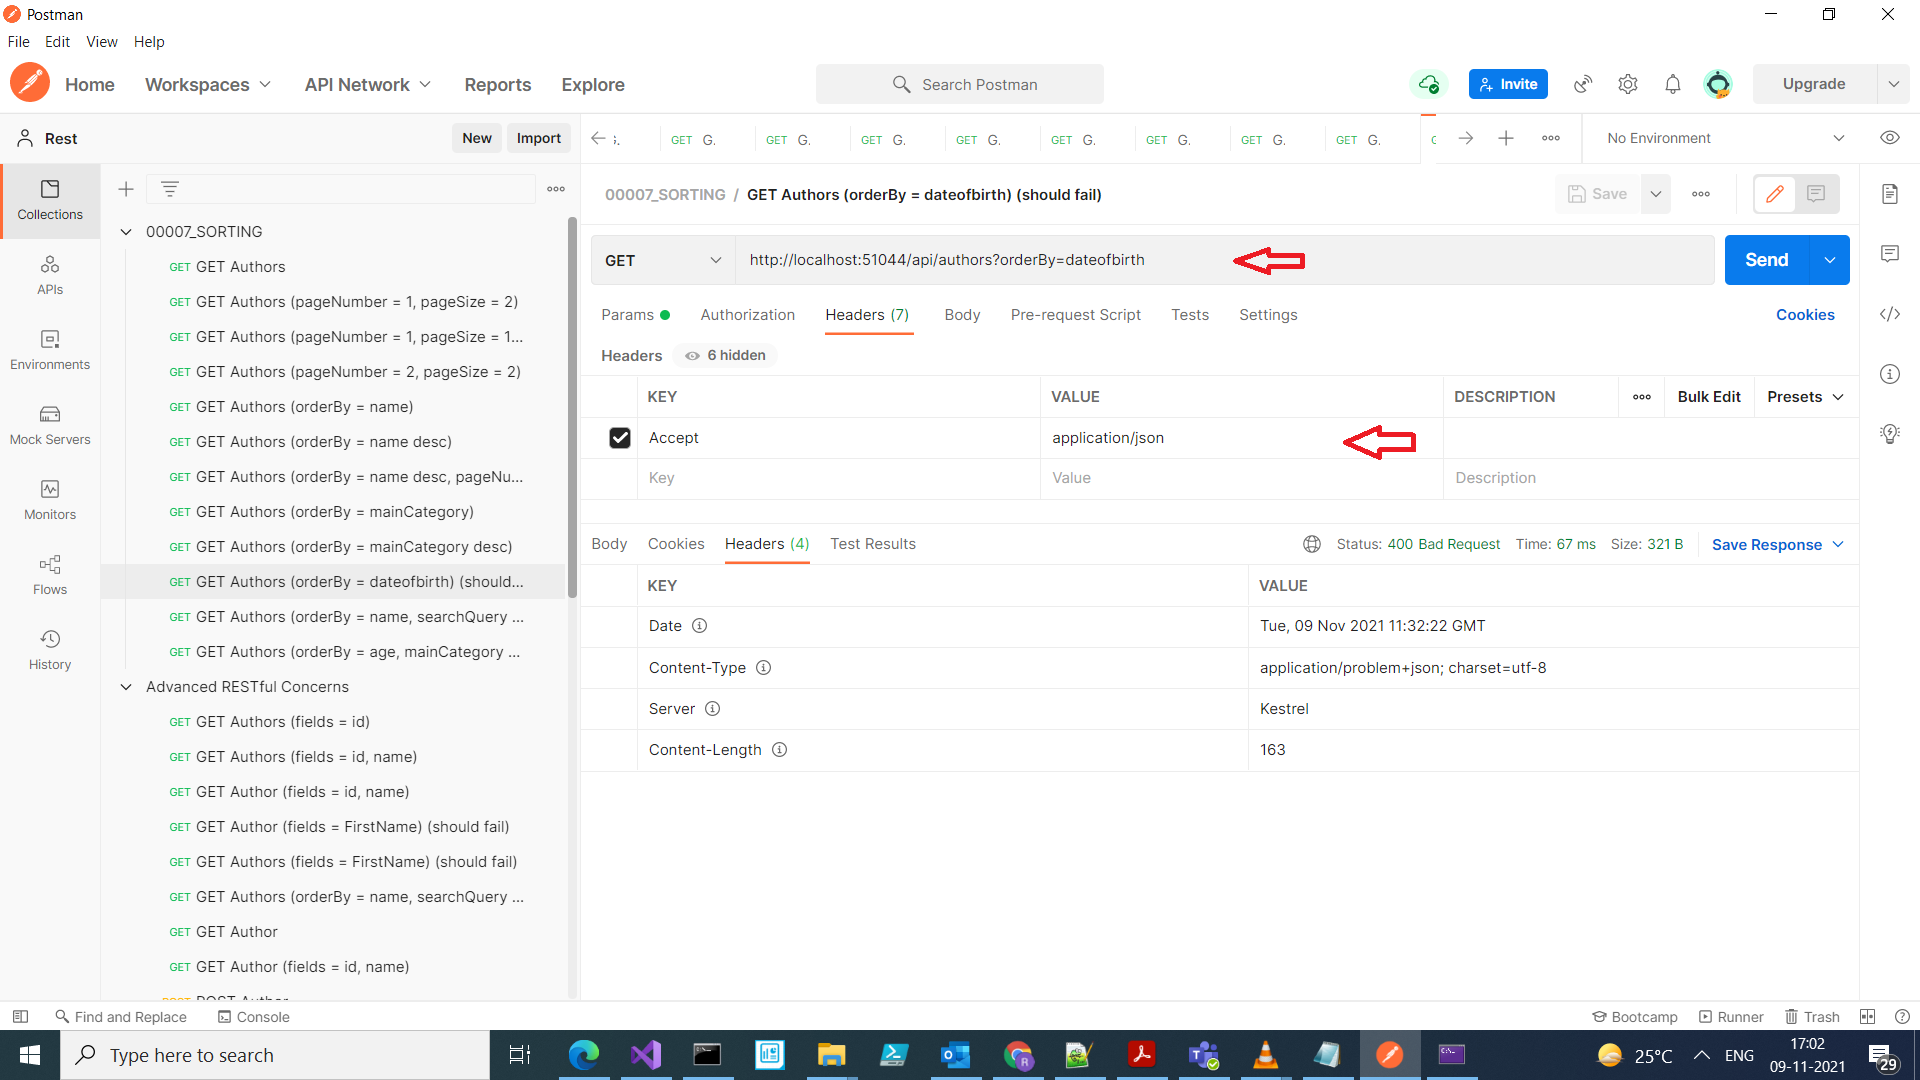 Postman
File Edit View Help
Home Workspaces API Network Reports Explore Search Postman Invite Upgrade
Rest New Import GET G. GET G. GET G. GET G. GET G. GET G. GET G. GET G. No Environment
Collections
APIs
Environments
Mock Servers
Monitors
Flows
History
00007_SORTING
GET GET Authors
GET GET Authors (pageNumber = 1, pageSize = 2)
GET GET Authors (pageNumber = 1, pageSize = 1...
GET GET Authors (pageNumber = 2, pageSize = 2)
GET GET Authors (orderBy = name)
GET GET Authors (orderBy = name desc)
GET GET Authors (orderBy = name desc, pageNu...
GET GET Authors (orderBy = mainCategory)
GET GET Authors (orderBy = mainCategory desc)
GET GET Authors (orderBy = dateofbirth) (should...
GET GET Authors (orderBy = name, searchQuery ...
GET GET Authors (orderBy = age, mainCategory ...
Advanced RESTful Concerns
GET GET Authors (fields = id)
GET GET Authors (fields = id, name)
GET GET Author (fields = id, name)
GET GET Author (fields = FirstName) (should fail)
GET GET Authors (fields = FirstName) (should fail)
GET GET Authors (orderBy = name, searchQuery ...
GET GET Author
GET GET Author (fields = id, name)
POST POST Author
00007_SORTING / GET Authors (orderBy = dateofbirth) (should fail) Save
GET http://localhost:51044/api/authors?orderBy=dateofbirth Send
Params Authorization Headers (7) Body Pre-request Script Tests Settings Cookies
Headers 6 hidden
KEY VALUE DESCRIPTION Bulk Edit Presets
Accept application/json
Key Value Description
Body Cookies Headers (4) Test Results Status: 400 Bad Request Time: 67 ms Size: 321 B Save Response
KEY VALUE
Date Tue, 09 Nov 2021 11:32:22 GMT
Content-Type application/problem+json; charset=utf-8
Server Kestrel
Content-Length 163
Find and Replace Console Bootcamp Runner Trash
Type here to search 25°C ENG 17:02
09-11-2021 29